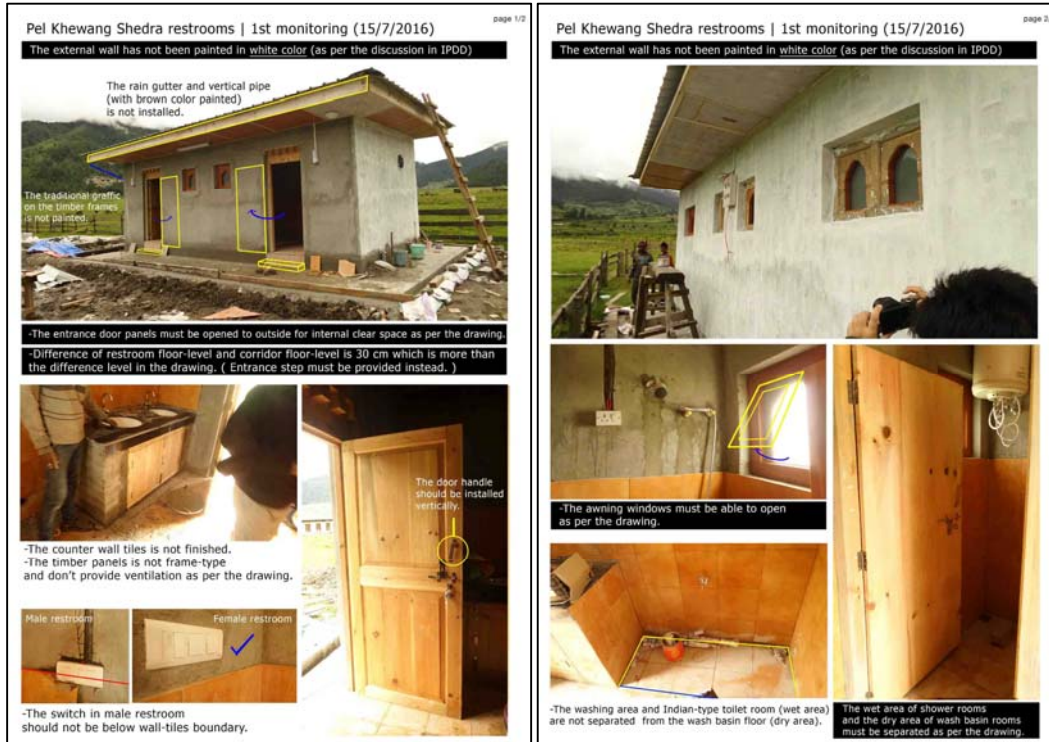 page 1/2
Pel Khewang Shedra restrooms | 1st monitoring (15/7/2016)
The external wall has not been painted in white color (as per the discussion in IPDD)
The rain gutter and vertical pipe
(with brown color painted)
is not installed.
The traditional graffic
on the timber frames
is not painted.
-The entrance door panels must be opened to outside for internal clear space as per the drawing.
-Difference of restroom floor-level and corridor floor-level is 30 cm which is more than
the difference level in the drawing. ( Entrance step must be provided instead. )
The door handle
should be installed
vertically.
-The counter wall tiles is not finished.
-The timber panels is not frame-type
and don't provide ventilation as per the drawing.
Male restroom
Female restroom
-The switch in male restroom
should not be below wall-tiles boundary.
page 2/
Pel Khewang Shedra restrooms | 1st monitoring (15/7/2016)
The external wall has not been painted in white color (as per the discussion in IPDD)
-The awning windows must be able to open
as per the drawing.
-The washing area and Indian-type toilet room (wet area)
are not separated from the wash basin floor (dry area).
The wet area of shower rooms
and the dry area of wash basin rooms
must be separated as per the drawing.